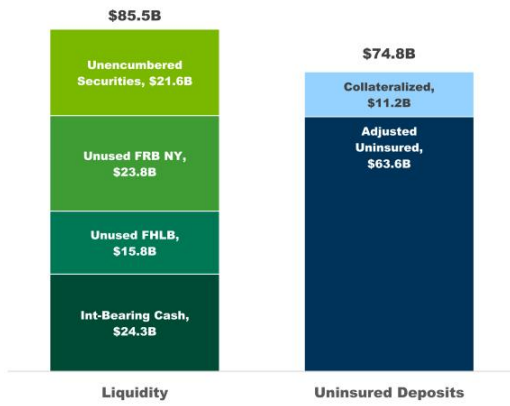 $85.5B
Unencumbered
Securities, $21.6B
Unused FRB NY,
$23.8B
Unused FHLB,
$15.8B
Int-Bearing Cash,
$24.3B
Liquidity
$74.8B
Collateralized,
$11.2B
Adjusted
Uninsured,
$63.6B
Uninsured Deposits